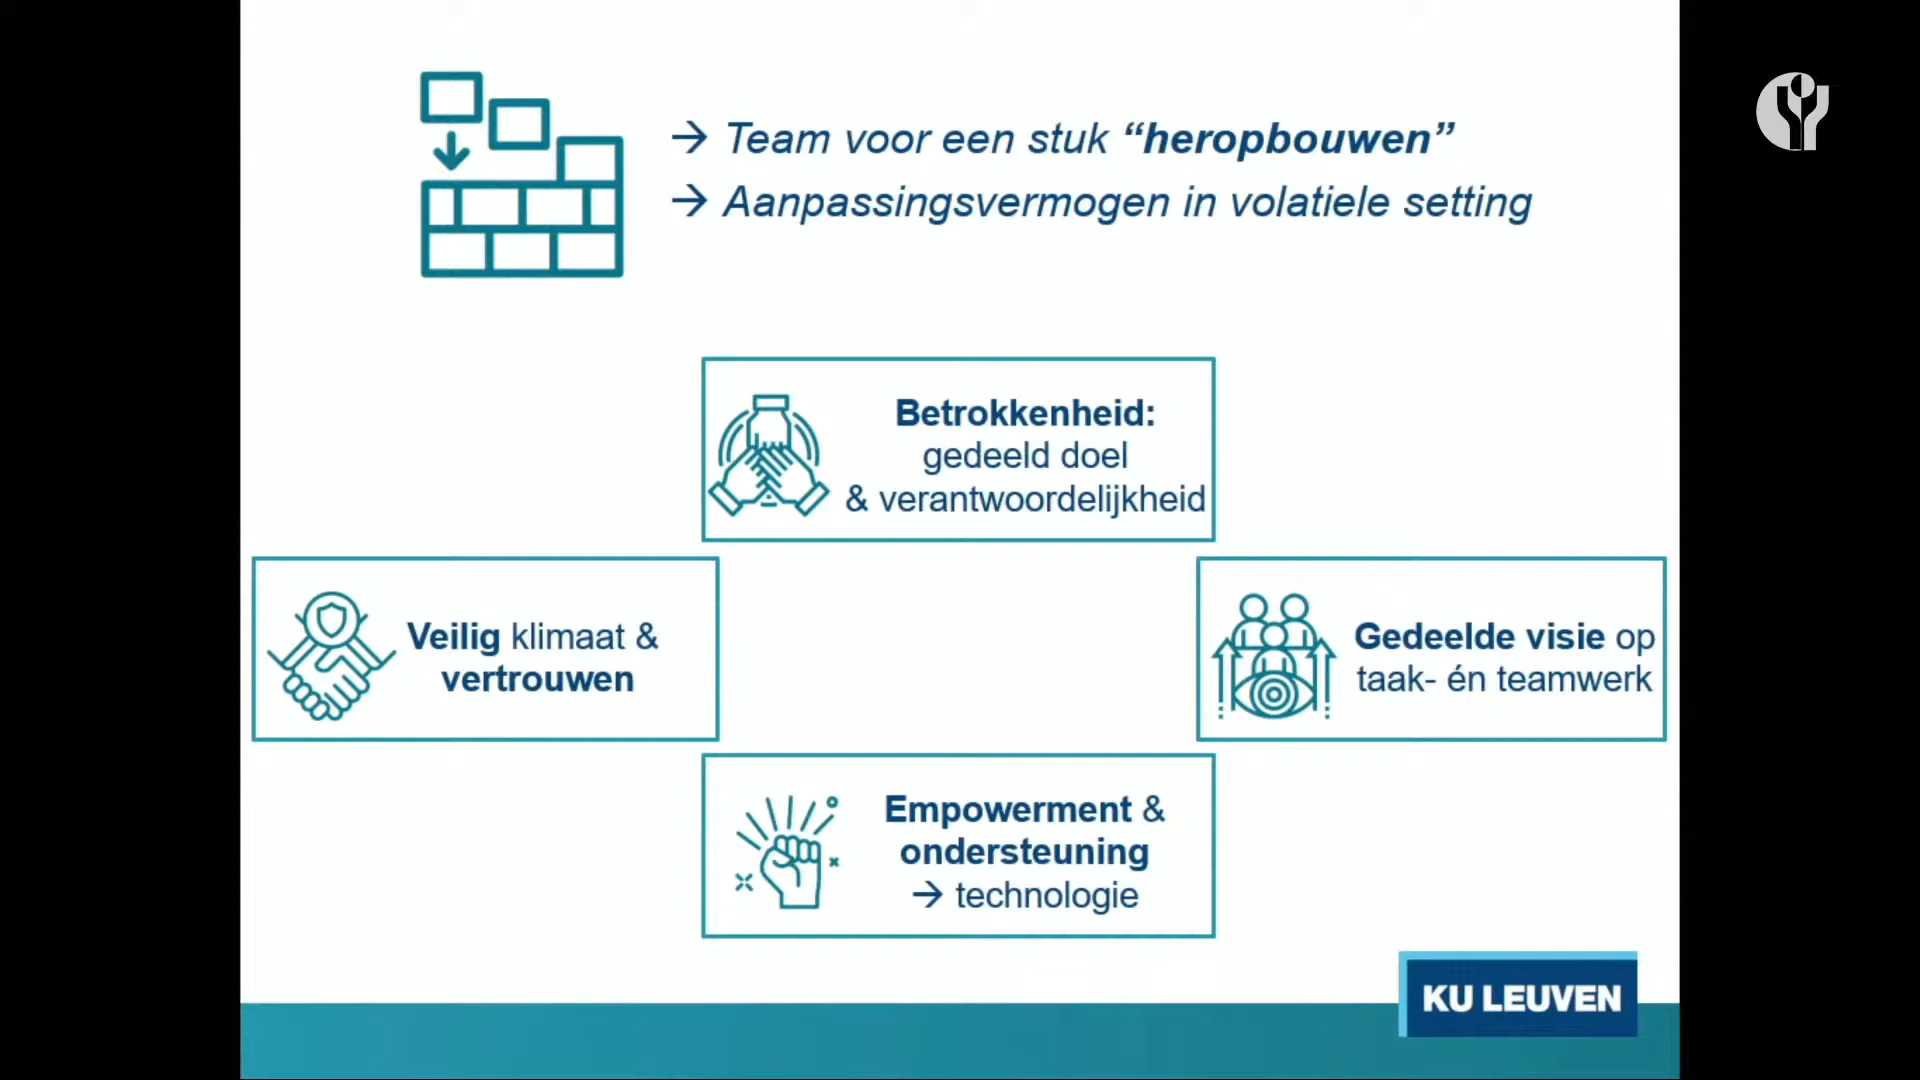 → Team voor een stuk “heropbouwen”
→ Aanpassingsvermogen in volatiele setting
Betrokkenheid:
gedeeld doel
& verantwoordelijkheid
Veilig klimaat &
vertrouwen
Gedeelde visie op
taak- én teamwerk
Empowerment &
ondersteuning
→ technologie
KU LEUVEN